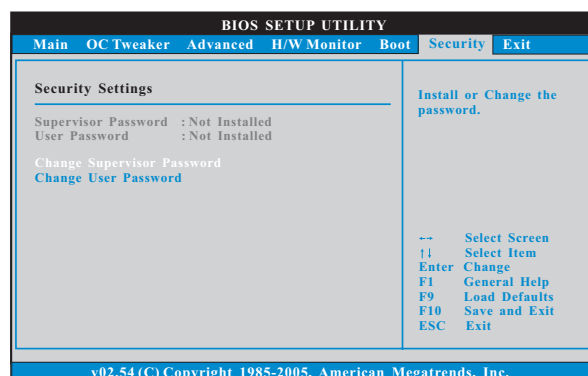 BIOS SETUP UTILITY
Main OC Tweaker Advanced H/W Monitor Boot Security Exit
Security Settings
Supervisor Password : Not Installed
User Password : Not Installed
Change Supervisor Password
Change User Password
Install or Change the
password.
←→ Select Screen
↑↓ Select Item
Enter Change
F1 General Help
F9 Load Defaults
F10 Save and Exit
ESC Exit
v02.54 (C) Copyright 1985-2005, American Megatrends, Inc.